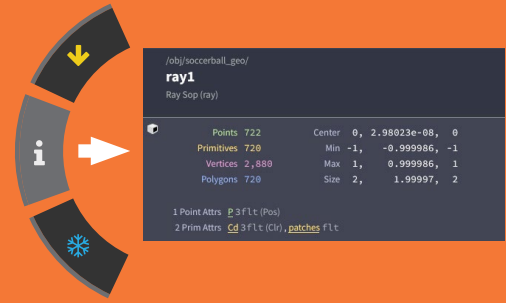 /obj/soccerball_geo/
ray1
Ray Sop (ray)
Points 722 Center 0, 2.98023e-08, 0
Primitives 720 Min -1, -0.999986, -1
Vertices 2,880 Max 1, 0.999986, 1
Polygons 720 Size 2, 1.99997, 2
1 Point Attrs P 3flt (Pos)
2 Prim Attrs Cd 3flt (Clr), patches flt
i